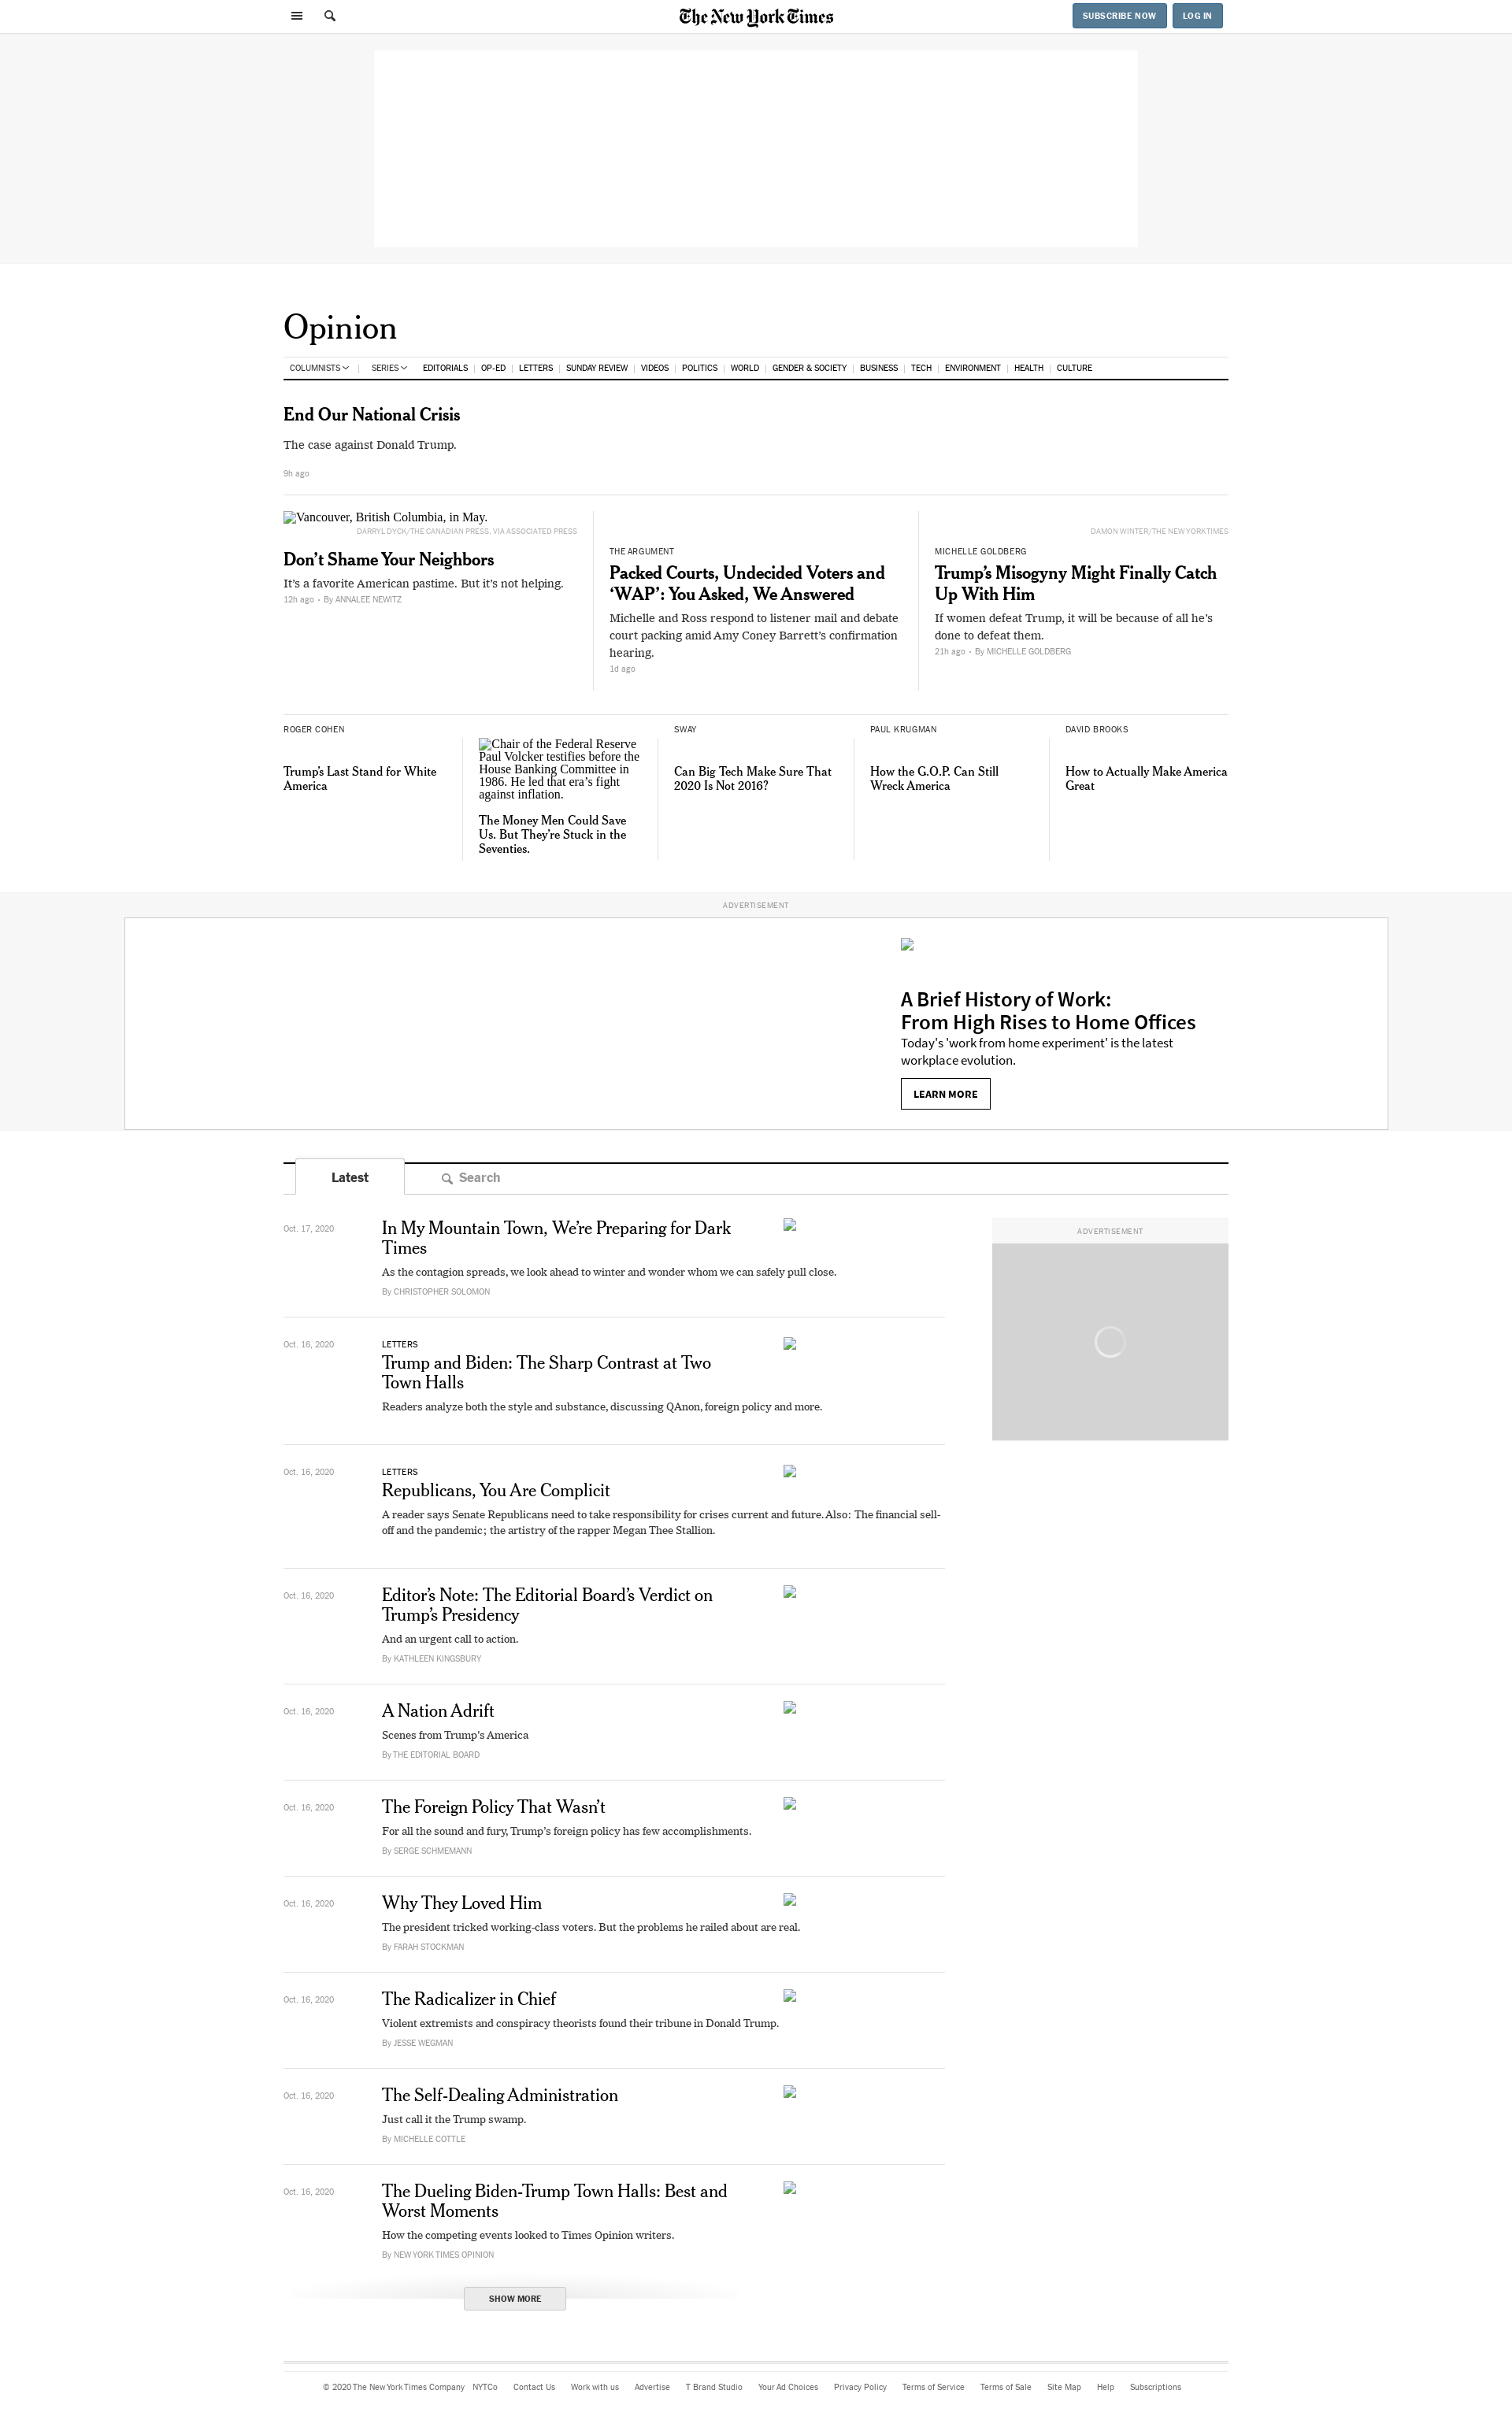 The New York Times
SUBSCRIBE NOW
LOG IN
Opinion
COLUMNISTS
SERIES
EDITORIALS
OP-ED
LETTERS
SUNDAY REVIEW
VIDEOS
POLITICS
WORLD
GENDER & SOCIETY
BUSINESS
TECH
ENVIRONMENT
HEALTH
CULTURE
End Our National Crisis
The case against Donald Trump.
9h ago
Vancouver, British Columbia, in May.
DARRYL DYCK/THE CANADIAN PRESS, VIA ASSOCIATED PRESS
Don’t Shame Your Neighbors
It’s a favorite American pastime. But it’s not helping.
12h ago • By ANNALEE NEWITZ
THE ARGUMENT
Packed Courts, Undecided Voters and
‘WAP’: You Asked, We Answered
Michelle and Ross respond to listener mail and debate
court packing amid Amy Coney Barrett’s confirmation
hearing.
1d ago
DAMON WINTER/THE NEW YORK TIMES
MICHELLE GOLDBERG
Trump’s Misogyny Might Finally Catch
Up With Him
If women defeat Trump, it will be because of all he’s
done to defeat them.
21h ago • By MICHELLE GOLDBERG
ROGER COHEN
Trump’s Last Stand for White
America
Chair of the Federal Reserve
Paul Volcker testifies before the
House Banking Committee in
1986. He led that era’s fight
against inflation.
The Money Men Could Save
Us. But They’re Stuck in the
Seventies.
SWAY
Can Big Tech Make Sure That
2020 Is Not 2016?
PAUL KRUGMAN
How the G.O.P. Can Still
Wreck America
DAVID BROOKS
How to Actually Make America
Great
ADVERTISEMENT
A Brief History of Work:
From High Rises to Home Offices
Today's 'work from home experiment' is the latest
workplace evolution.
LEARN MORE
Latest
Search
ADVERTISEMENT
Oct. 17, 2020
In My Mountain Town, We’re Preparing for Dark
Times
As the contagion spreads, we look ahead to winter and wonder whom we can safely pull close.
By CHRISTOPHER SOLOMON
Oct. 16, 2020
LETTERS
Trump and Biden: The Sharp Contrast at Two
Town Halls
Readers analyze both the style and substance, discussing QAnon, foreign policy and more.
Oct. 16, 2020
LETTERS
Republicans, You Are Complicit
A reader says Senate Republicans need to take responsibility for crises current and future. Also: The financial sell-
off and the pandemic; the artistry of the rapper Megan Thee Stallion.
Oct. 16, 2020
Editor’s Note: The Editorial Board’s Verdict on
Trump’s Presidency
And an urgent call to action.
By KATHLEEN KINGSBURY
Oct. 16, 2020
A Nation Adrift
Scenes from Trump’s America
By THE EDITORIAL BOARD
Oct. 16, 2020
The Foreign Policy That Wasn’t
For all the sound and fury, Trump’s foreign policy has few accomplishments.
By SERGE SCHMEMANN
Oct. 16, 2020
Why They Loved Him
The president tricked working-class voters. But the problems he railed about are real.
By FARAH STOCKMAN
Oct. 16, 2020
The Radicalizer in Chief
Violent extremists and conspiracy theorists found their tribune in Donald Trump.
By JESSE WEGMAN
Oct. 16, 2020
The Self-Dealing Administration
Just call it the Trump swamp.
By MICHELLE COTTLE
Oct. 16, 2020
The Dueling Biden-Trump Town Halls: Best and
Worst Moments
How the competing events looked to Times Opinion writers.
By NEW YORK TIMES OPINION
SHOW MORE
© 2020 The New York Times Company
NYTCo
Contact Us
Work with us
Advertise
T Brand Studio
Your Ad Choices
Privacy Policy
Terms of Service
Terms of Sale
Site Map
Help
Subscriptions